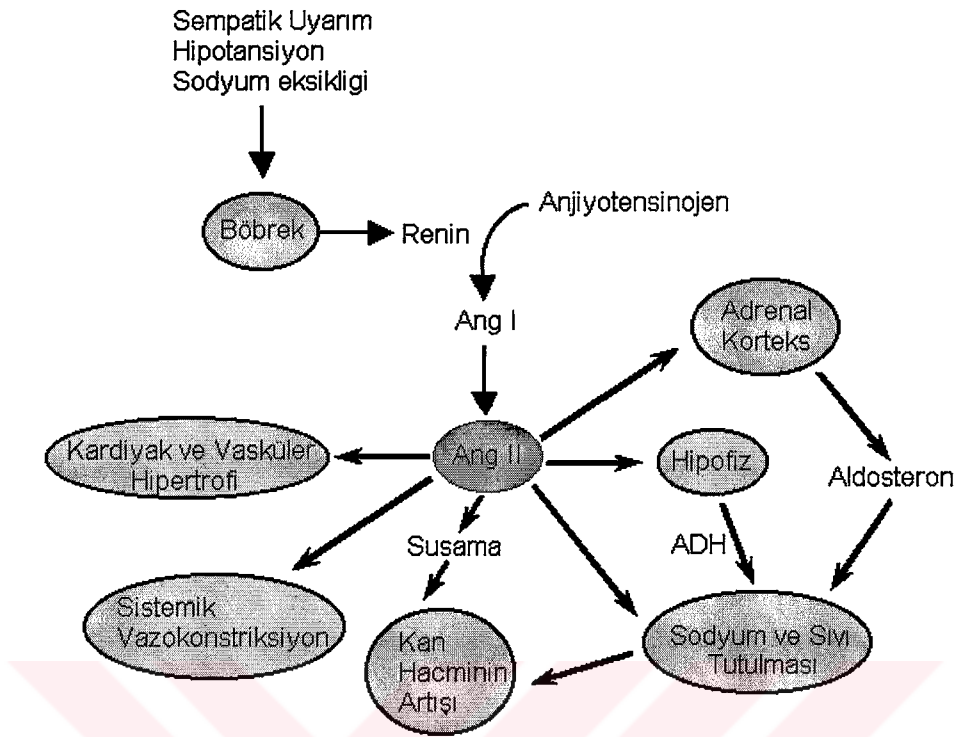 Sempatik Uyarım
Hipotansiyon
Sodyum eksikligi
Böbrek
Renin
Anjiyotensinojen
Ang I
Adrenal
Korteks
Kardiyak ve Vasküler
Hipertrofi
Ang II
Hipofiz
Aldosteron
Susama
ADH
Sistemik
Vazokonstriksiyon
Kan
Hacminin
Artışı
Sodyum ve Sıvı
Tutulması